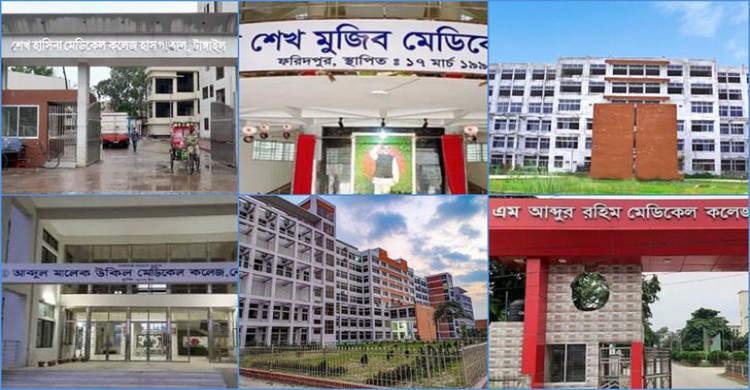 শেখ হাসিনা মেডিকেল কলেজ হাসপাতাল, টাঙ্গাইল
শেখ মুজিব মেডিকে
ফরিদপুর, স্থাপিত : ১৭ মার্চ ১৯৯
আব্দুল মালেক উকিল মেডিকেল কলেজ, নো
এম আব্দুর রহিম মেডিকেল কলেজ